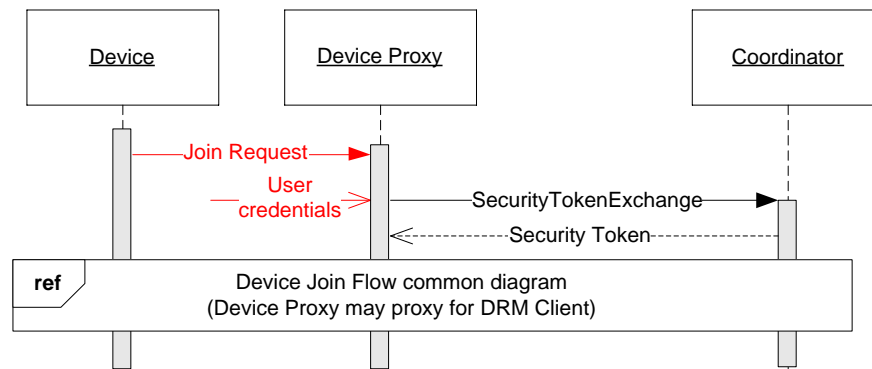 Device
Device Proxy
Coordinator
Join Request
User
credentials
SecurityTokenExchange
Security Token
ref
Device Join Flow common diagram
(Device Proxy may proxy for DRM Client)